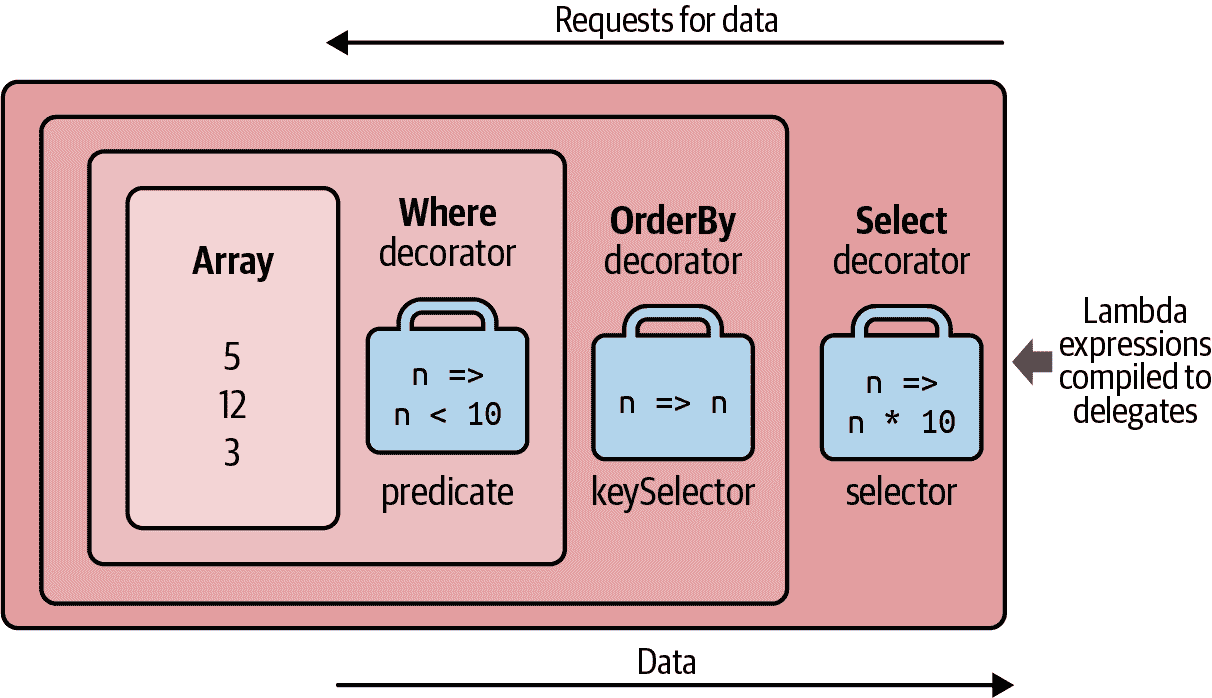 Requests for data
Array
5
12
3
Where
decorator
n =>
n < 10
predicate
OrderBy
decorator
n => n
keySelector
Select
decorator
n =>
n * 10
selector
Lambda
expressions
compiled to
delegates
Data